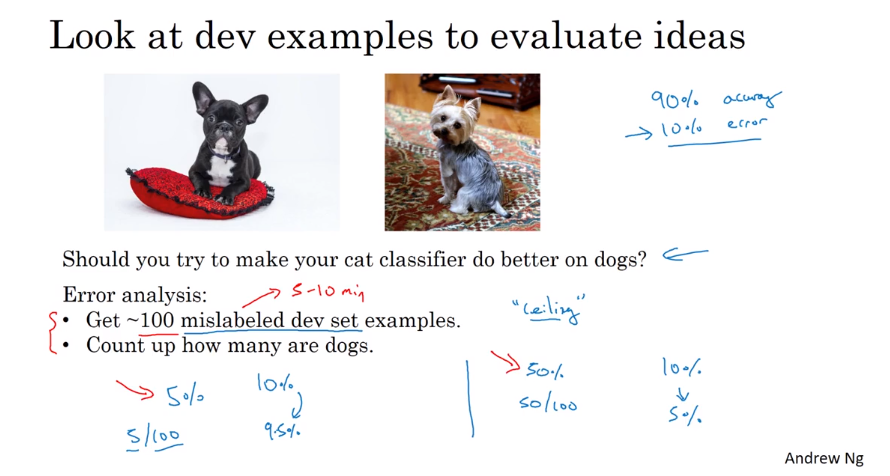 Look at dev examples to evaluate ideas
90% accuracy
→ 10% error
Should you try to make your cat classifier do better on dogs? ←
Error analysis:
→ 5-10 min
• Get ~100 mislabeled dev set examples.
• Count up how many are dogs.
"ceiling"
→ 5%
5/100
10%
↓
9.5%
→ 50%
50/100
10%
↓
5%
Andrew Ng